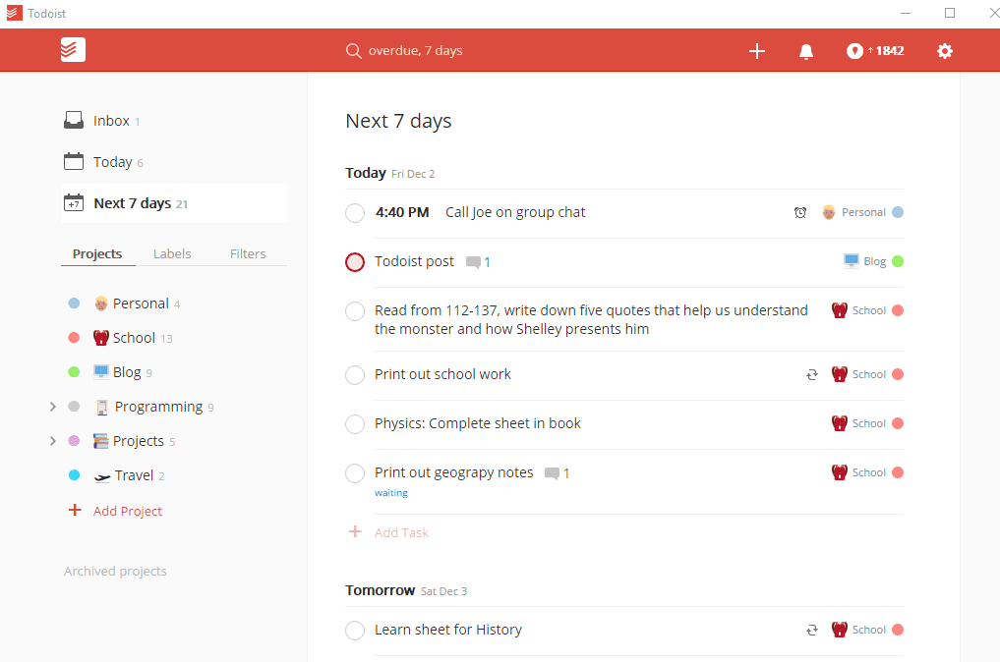 Todoist
overdue, 7 days
1842
Inbox 1
Today 6
+7 Next 7 days 21
Projects Labels Filters
Personal 4
School 13
Blog 9
Programming 9
Projects 5
Travel 2
+ Add Project
Archived projects
Next 7 days
Today Fri Dec 2
4:40 PM Call Joe on group chat Personal
Todoist post 1 Blog
Read from 112-137, write down five quotes that help us understand School
the monster and how Shelley presents him
Print out school work School
Physics: Complete sheet in book School
Print out geograpy notes 1 School
waiting
+ Add Task
Tomorrow Sat Dec 3
Learn sheet for History School